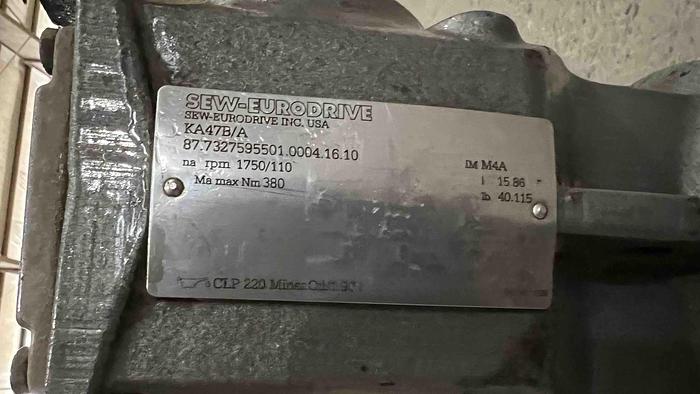 SEW-EURODRIVE
SEW-EURODRIVE INC. USA
KA47B/A
87.7327595501.0004.16.10
na rpm 1750/110
IM M4A
Ma max Nm 380
i 15.86
lb 40.115
CLP 220 Miner.